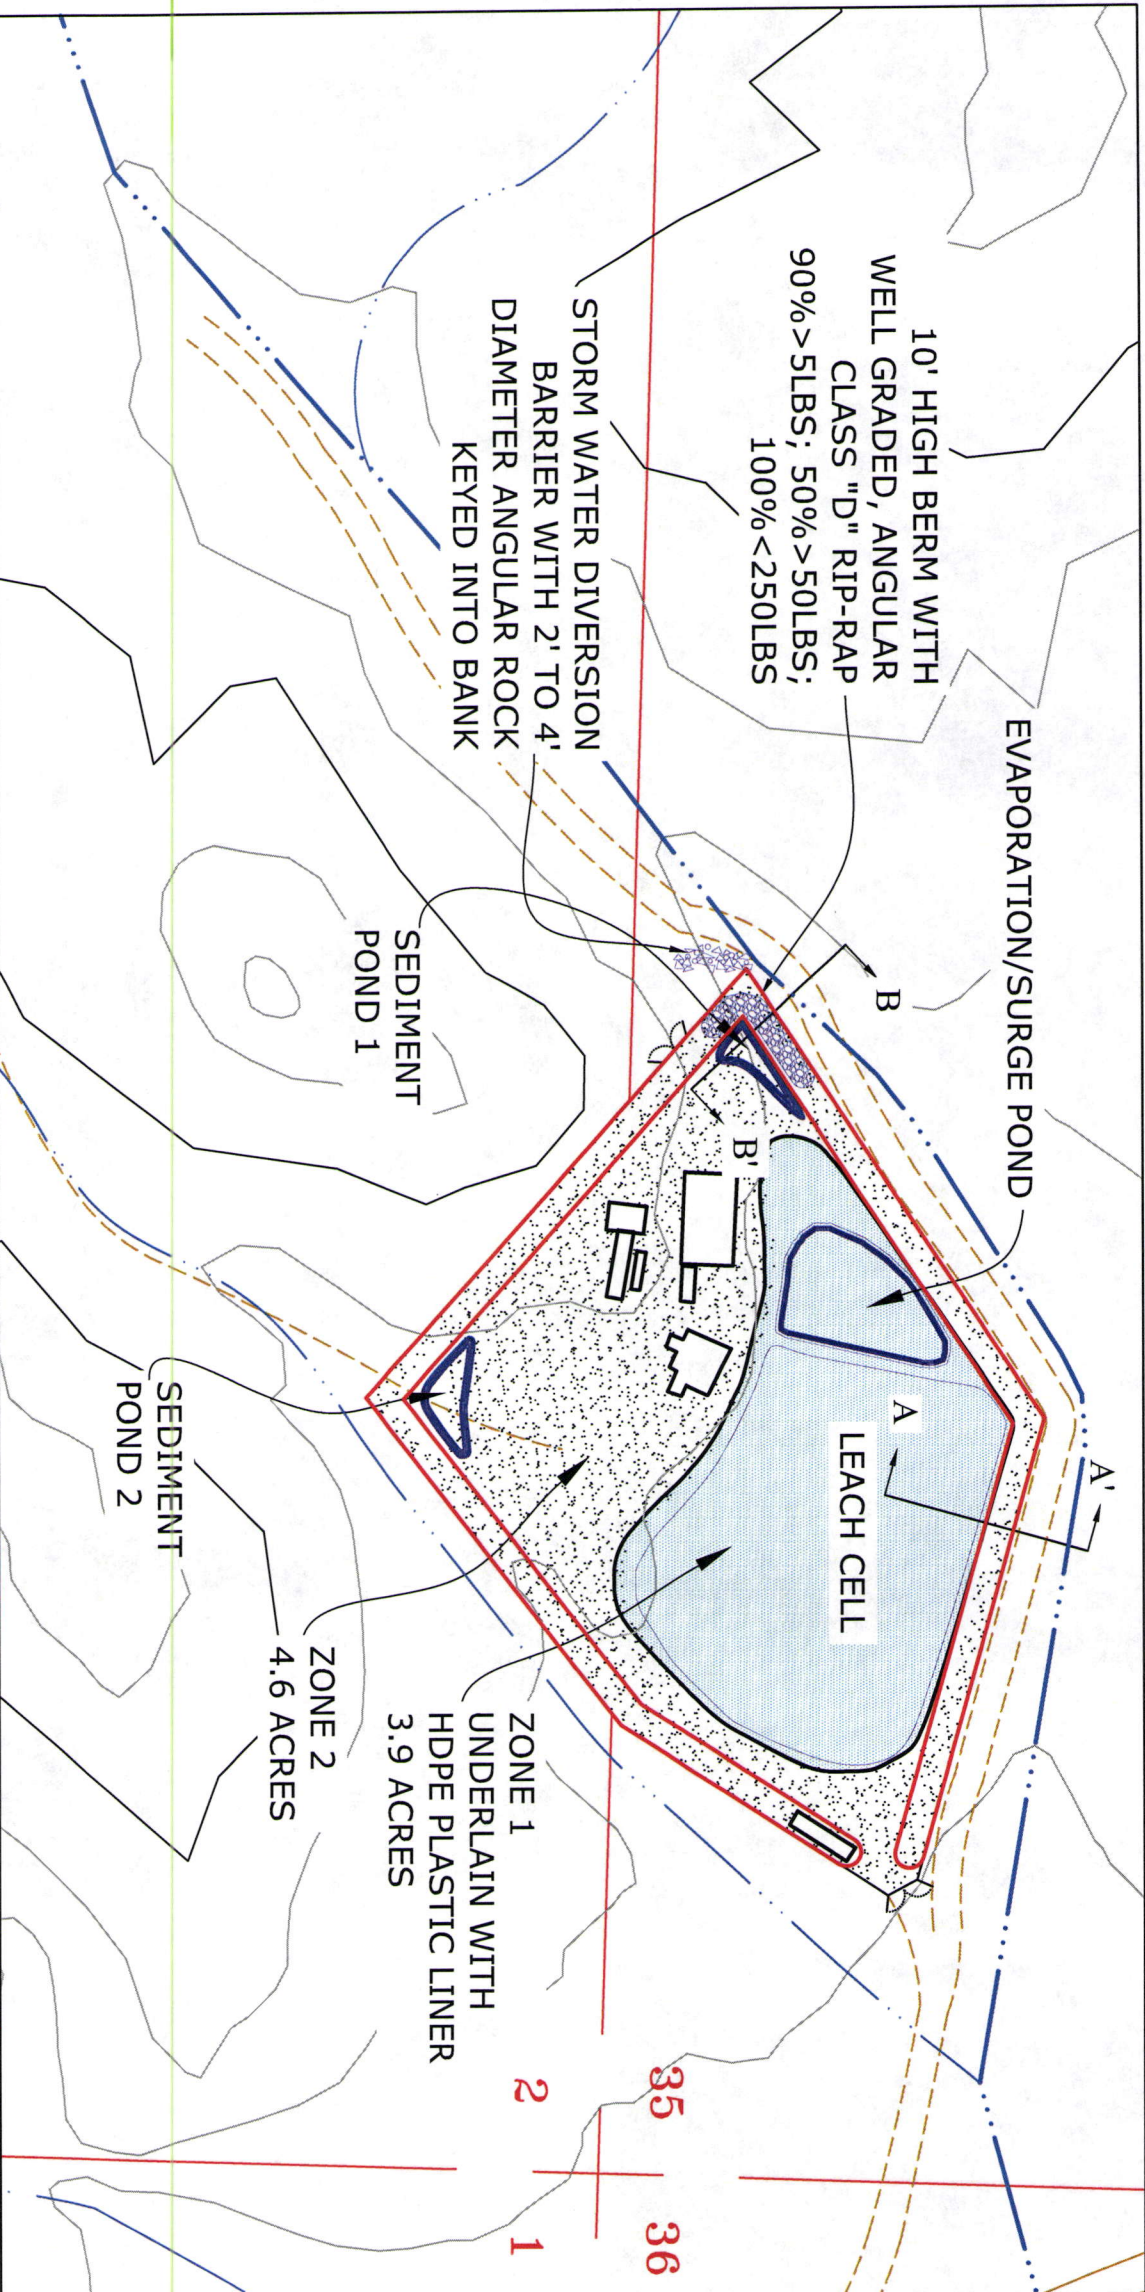 10' HIGH BERM WITH
WELL GRADED, ANGULAR
CLASS "D" RIP-RAP
90%>5LBS; 50%>50LBS;
100%<250LBS
EVAPORATION/SURGE POND
STORM WATER DIVERSION
BARRIER WITH 2' TO 4'
DIAMETER ANGULAR ROCK
KEYED INTO BANK
SEDIMENT
POND 1
B
B'
A
A'
LEACH CELL
SEDIMENT
POND 2
ZONE 2
4.6 ACRES
ZONE 1
UNDERLAIN WITH
HDPE PLASTIC LINER
3.9 ACRES
35
36
2
1